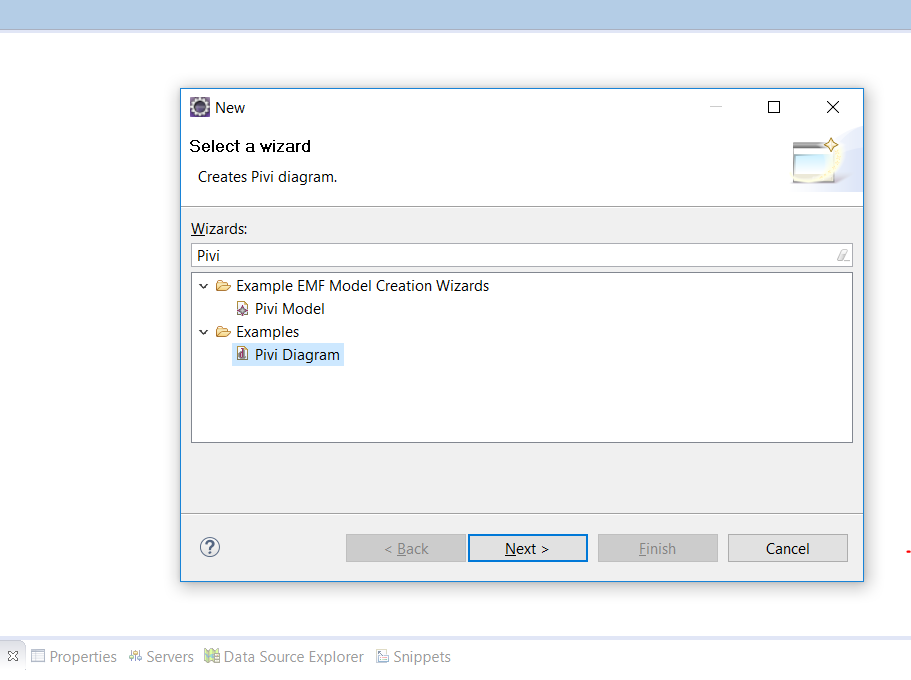 New
Select a wizard
Creates Pivi diagram.
Wizards:
Pivi
Example EMF Model Creation Wizards
Pivi Model
Examples
Pivi Diagram
?
< Back Next > Finish Cancel
Properties Servers Data Source Explorer Snippets